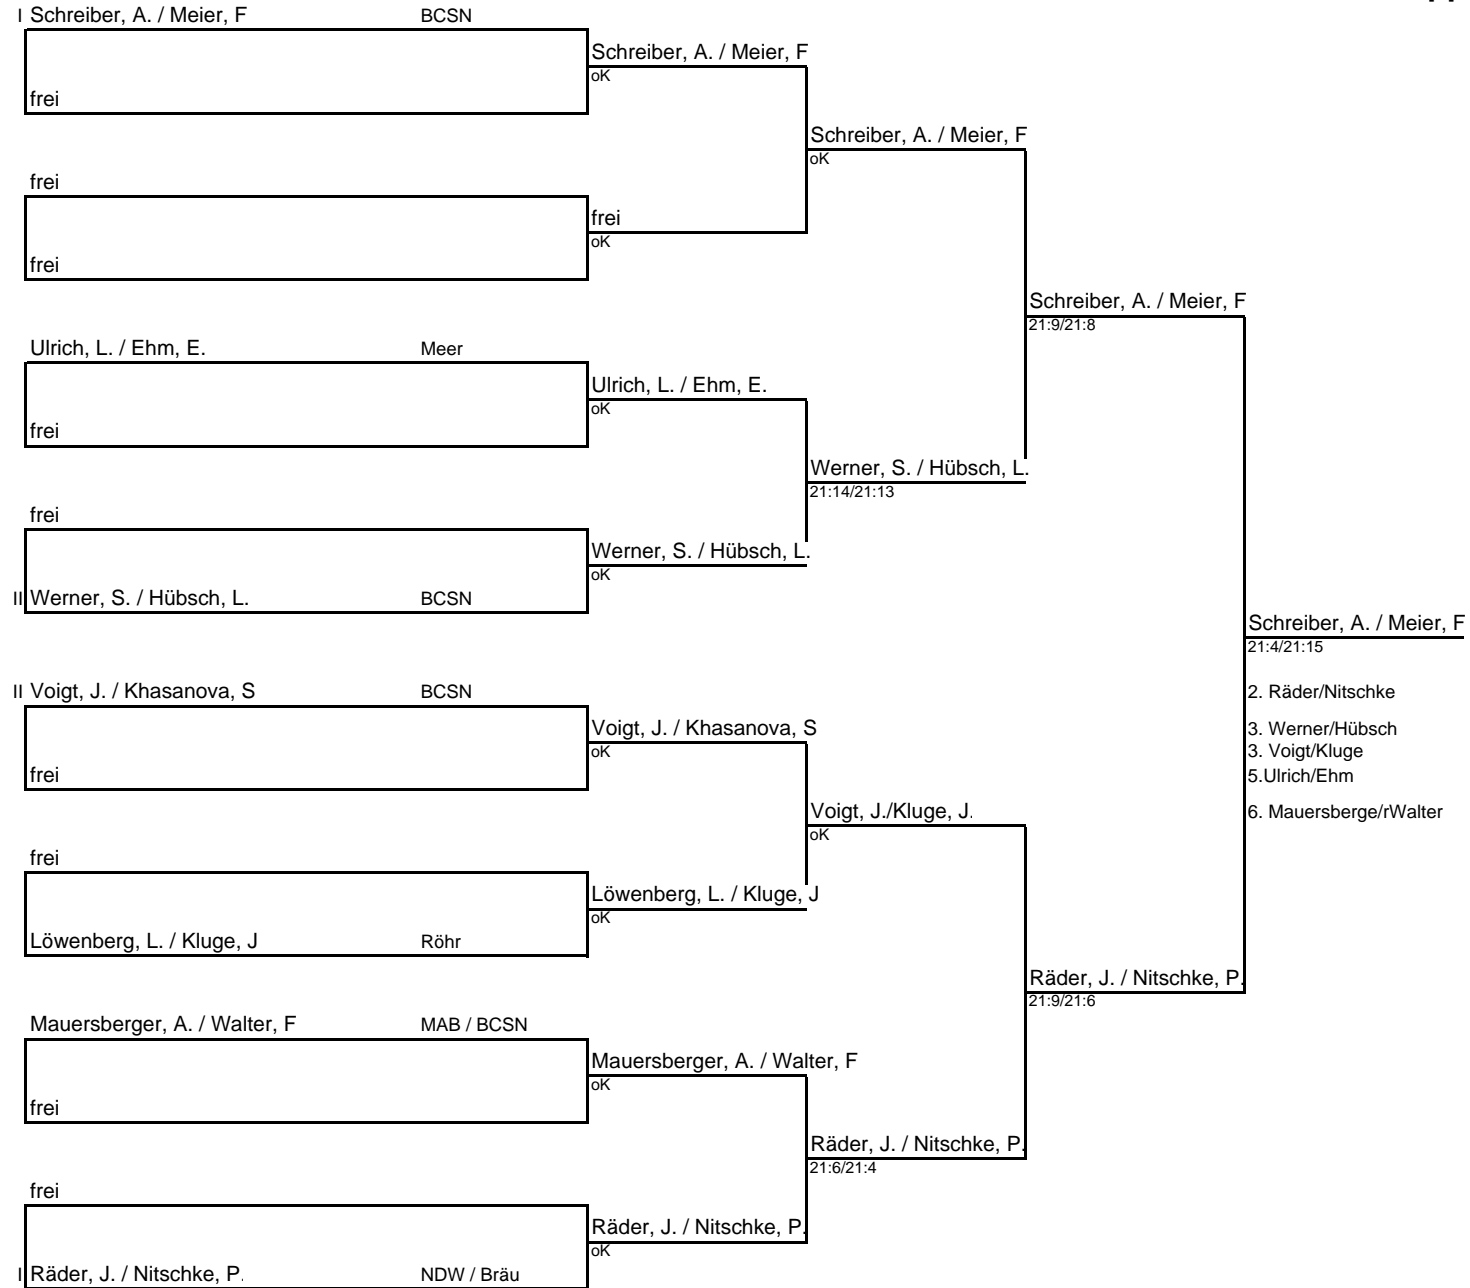 I Schreiber, A. / Meier, F BCSN
Schreiber, A. / Meier, F
oK
frei
Schreiber, A. / Meier, F
oK
frei
frei
oK
frei
Schreiber, A. / Meier, F
21:9/21:8
Ulrich, L. / Ehm, E. Meer
Ulrich, L. / Ehm, E.
oK
frei
Werner, S. / Hübsch, L.
21:14/21:13
frei
Werner, S. / Hübsch, L.
oK
II Werner, S. / Hübsch, L. BCSN
Schreiber, A. / Meier, F
21:4/21:15
II Voigt, J. / Khasanova, S BCSN
2. Räder/Nitschke
Voigt, J. / Khasanova, S
3. Werner/Hübsch
oK
3. Voigt/Kluge
frei
5.Ulrich/Ehm
Voigt, J./Kluge, J.
6. Mauersberge/rWalter
oK
frei
Löwenberg, L. / Kluge, J
oK
Löwenberg, L. / Kluge, J Röhr
Räder, J. / Nitschke, P.
21:9/21:6
Mauersberger, A. / Walter, F MAB / BCSN
Mauersberger, A. / Walter, F
oK
frei
Räder, J. / Nitschke, P.
21:6/21:4
frei
Räder, J. / Nitschke, P.
oK
I Räder, J. / Nitschke, P. NDW / Bräu